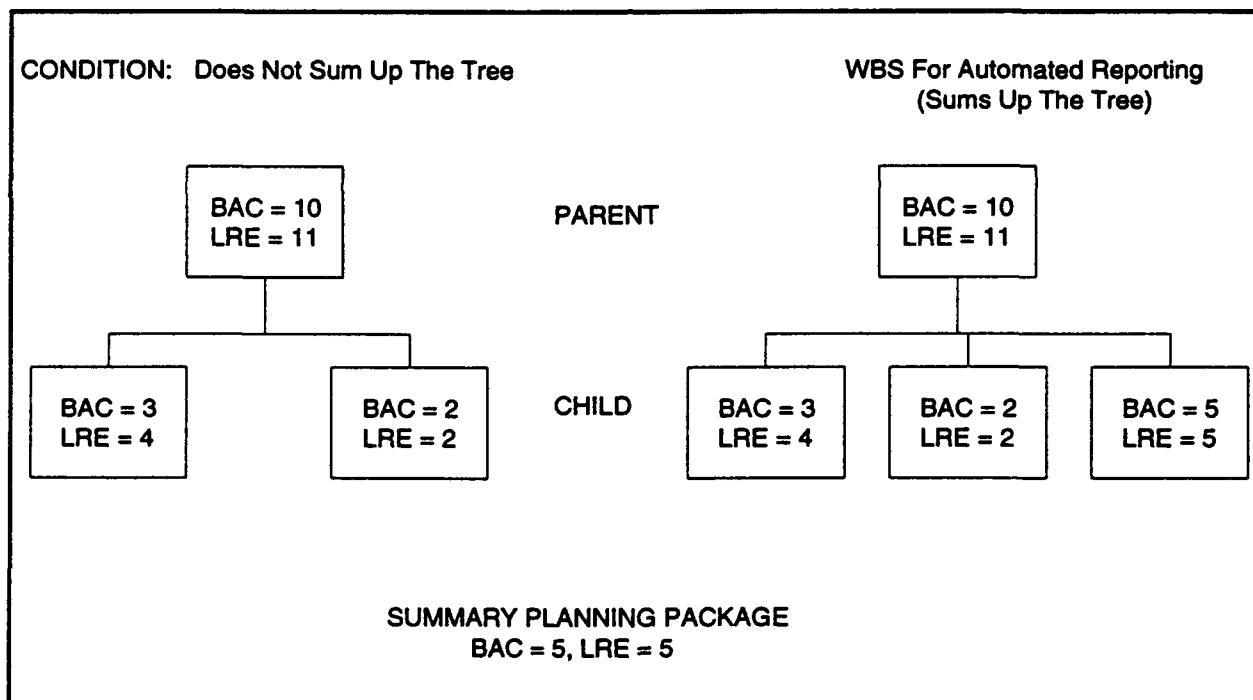 CONDITION: Does Not Sum Up The Tree
WBS For Automated Reporting
(Sums Up The Tree)
BAC = 10
LRE = 11
PARENT
BAC = 10
LRE = 11
BAC = 3
LRE = 4
BAC = 2
LRE = 2
CHILD
BAC = 3
LRE = 4
BAC = 2
LRE = 2
BAC = 5
LRE = 5
SUMMARY PLANNING PACKAGE
BAC = 5, LRE = 5